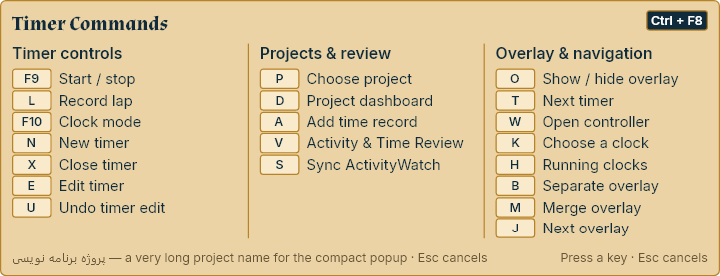 Timer Commands
Ctrl + F8
Timer controls
F9 Start / stop
L Record lap
F10 Clock mode
N New timer
X Close timer
E Edit timer
U Undo timer edit
Projects & review
P Choose project
D Project dashboard
A Add time record
V Activity & Time Review
S Sync ActivityWatch
Overlay & navigation
O Show / hide overlay
T Next timer
W Open controller
K Choose a clock
H Running clocks
B Separate overlay
M Merge overlay
J Next overlay
پروژه برنامه نویسی — a very long project name for the compact popup · Esc cancels
Press a key · Esc cancels